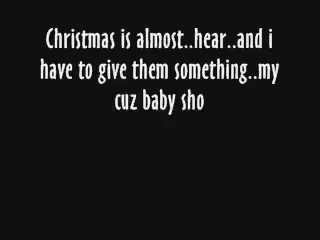 Christmas is almost..hear..and i
have to give them something..my
cuz baby sho